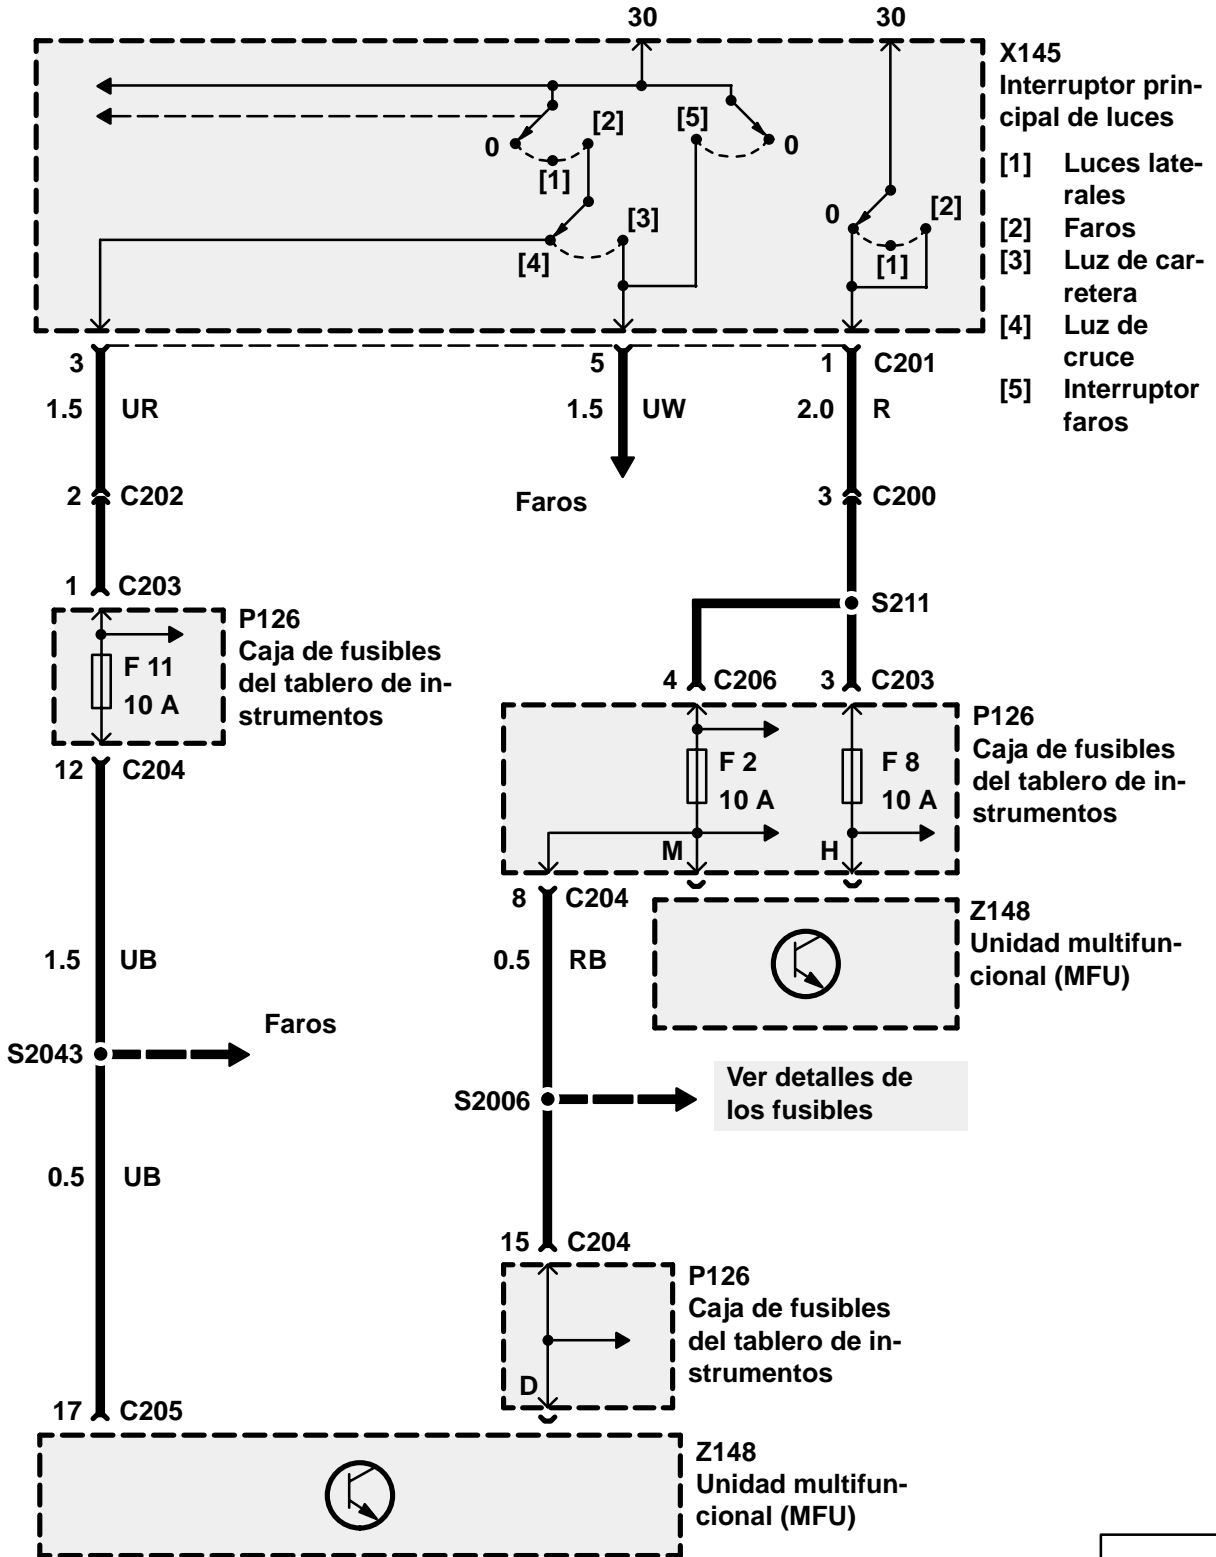 30
30
X145
Interruptor prin-
cipal de luces
[1] Luces late-
rales
[2] Faros
[3] Luz de car-
retera
[4] Luz de
cruce
[5] Interruptor
faros
0
[2]
[1]
[5]
0
[3]
[4]
0
[2]
[1]
3
5
1
C201
1.5
UR
1.5
UW
2.0
R
2
C202
Faros
3
C200
1
C203
S211
P126
Caja de fusibles
del tablero de in-
strumentos
F 11
10 A
4
C206
3
C203
P126
Caja de fusibles
del tablero de in-
strumentos
F 2
10 A
F 8
10 A
M
H
12
C204
8
C204
Z148
Unidad multifun-
cional (MFU)
1.5
UB
0.5
RB
Faros
S2043
S2006
Ver detalles de
los fusibles
0.5
UB
15
C204
P126
Caja de fusibles
del tablero de in-
strumentos
D
17
C205
Z148
Unidad multifun-
cional (MFU)